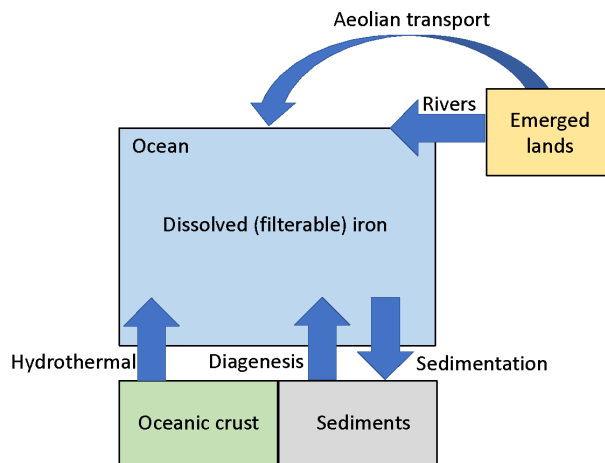 Aeolian transport
Rivers
Emerged
lands
Ocean
Dissolved (filterable) iron
Hydrothermal
Diagenesis
Sedimentation
Oceanic crust
Sediments